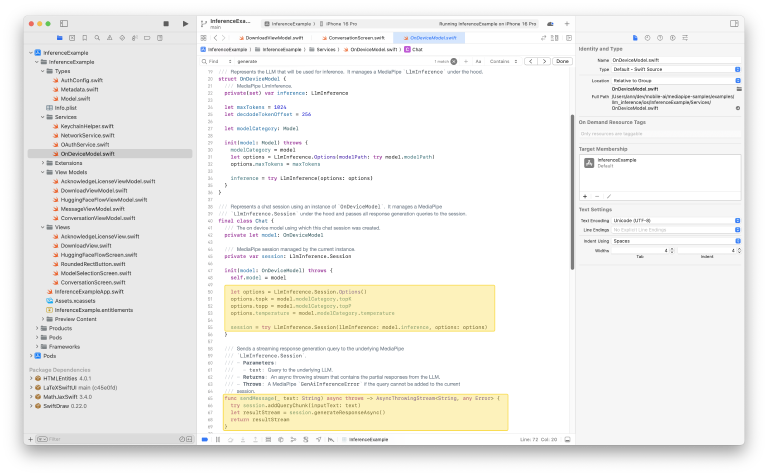 InferenceExa...
main
InferenceExample
iPhone 16 Pro
Running InferenceExample on iPhone 16 Pro
DownloadViewModel.swift
ConversationScreen.swift
OnDeviceModel.swift
InferenceExample
InferenceExample
Services
OnDeviceModel.swift
C Chat
Find
generate
1 match
Aa
Contains
Done
InferenceExample
InferenceExample
Types
AuthConfig.swift
Metadata.swift
Model.swift
Info.plist
Services
KeychainHelper.swift
NetworkService.swift
OAuthService.swift
OnDeviceModel.swift
Extensions
View Models
AcknowledgeLicenseViewModel.swift
DownloadViewModel.swift
HuggingFaceFlowViewModel.swift
MessageViewModel.swift
ConversationViewModel.swift
Views
AcknowledgeLicenseView.swift
DownloadView.swift
HuggingFaceFlowScreen.swift
RoundedRectButton.swift
ModelSelectionScreen.swift
ConversationScreen.swift
InferenceExampleApp.swift
Assets.xcassets
InferenceExample.entitlements
Preview Content
Products
Pods
Frameworks
Pods
Package Dependencies
HTMLEntities 4.0.1
LaTeXSwiftUI main (c45e0fd)
MathJaxSwift 3.4.0
SwiftDraw 0.22.0
Filter
/// Represents the LLM that will be used for inference. It manages a MediaPipe `LlmInference` under the hood.
struct OnDeviceModel {
/// MediaPipe LlmInference.
private(set) var inference: LlmInference
let maxTokens = 1024
let decdodeTokenOffset = 256
let modelCategory: Model
init(model: Model) throws {
modelCategory = model
let options = LlmInference.Options(modelPath: try model.modelPath)
options.maxTokens = maxTokens
inference = try LlmInference(options: options)
}
}
/// Represents a chat session using an instance of `OnDeviceModel`. It manages a MediaPipe
/// `LlmInference.Session` under the hood and passes all response generation queries to the session.
final class Chat {
/// The on device model using which this chat session was created.
private let model: OnDeviceModel
/// MediaPipe session managed by the current instance.
private var session: LlmInference.Session
init(model: OnDeviceModel) throws {
self.model = model
let options = LlmInference.Session.Options()
options.topk = model.modelCategory.topK
options.topp = model.modelCategory.topP
options.temperature = model.modelCategory.temperature
session = try LlmInference.Session(llmInference: model.inference, options: options)
}
/// Sends a streaming response generation query to the underlying MediaPipe
/// `LlmInference.Session`.
/// - Parameters:
/// - text: Query to the underlying LLM.
/// - Returns: An async throwing stream that contains the partial responses from the LLM.
/// - Throws: A MediaPipe `GenAiInferenceError` if the query cannot be added to the current
/// session.
func sendMessage(_ text: String) async throws -> AsyncThrowingStream<String, any Error> {
try session.addQueryChunk(inputText: text)
let resultStream = session.generateResponseAsync()
return resultStream
}
InferenceExample
Line: 72 Col: 20
Identity and Type
Name OnDeviceModel.swift
Type Default - Swift Source
Location Relative to Group
OnDeviceModel.swift
Full Path /Users/ann/dev/mobile-ai/mediapipe-samples/examples/
llm_inference/ios/InferenceExample/Services/
OnDeviceModel.swift
On Demand Resource Tags
Only resources are taggable
Target Membership
InferenceExample
Default
Text Settings
Text Encoding Unicode (UTF-8)
Line Endings No Explicit Line Endings
Indent Using Spaces
Widths 4 4
Tab Indent